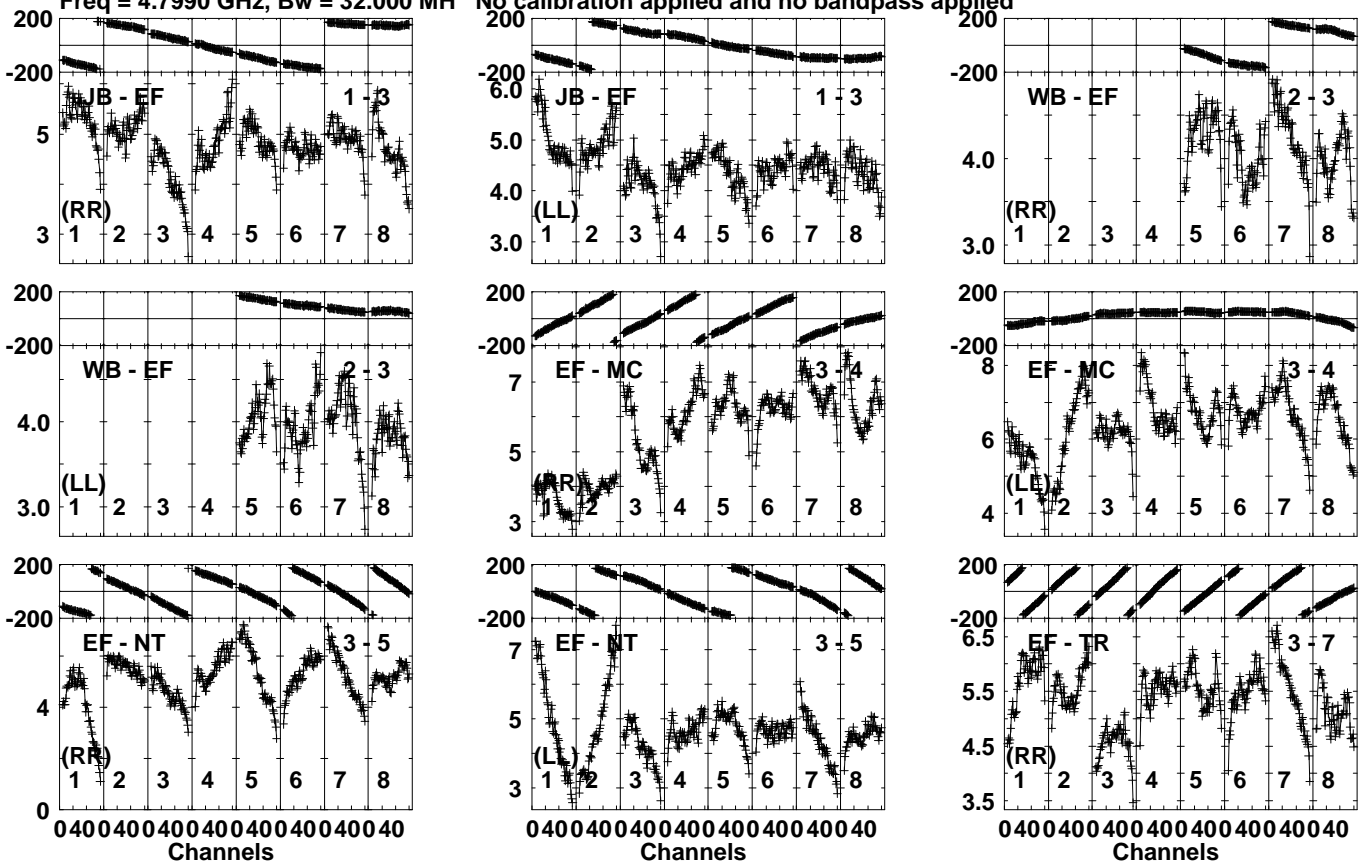 Freq = 4.7990 GHz, Bw = 32.000 MH   No calibration applied and no bandpass applied
200 200 200
-200 -200 -200
JB - EF 1 - 3 JB - EF 1 - 3 WB - EF 2 - 3
6.0
5 5.0
4.0 4.0
(RR) (LL) (RR)
3 3.0 3.0
1 2 3 4 5 6 7 8 1 2 3 4 5 6 7 8 1 2 3 4 5 6 7 8
200 200 200
-200 -200 -200
WB - EF 2 - 3 EF - MC 3 - 4 EF - MC 3 - 4
7 8
4.0 6
5
(LL) (RR) (LL)
3.0 3 4
1 2 3 4 5 6 7 8 1 2 3 4 5 6 7 8 1 2 3 4 5 6 7 8
200 200 200
-200 -200 -200
EF - NT 3 - 5 EF - NT 3 - 5 EF - TR 3 - 7
7 6.5
4 5 5.5
(RR) (LL) (RR)
4.5
0 3 3.5
1 2 3 4 5 6 7 8 1 2 3 4 5 6 7 8 1 2 3 4 5 6 7 8
0 40 0 40 0 40 0 40 0 40 0 40 0 40 0 40 0 40 0 40 0 40 0 40 0 40 0 40 0 40 0 40 0 40 0 40 0 40 0 40 0 40 0 40 0 40 0 40
Channels Channels Channels